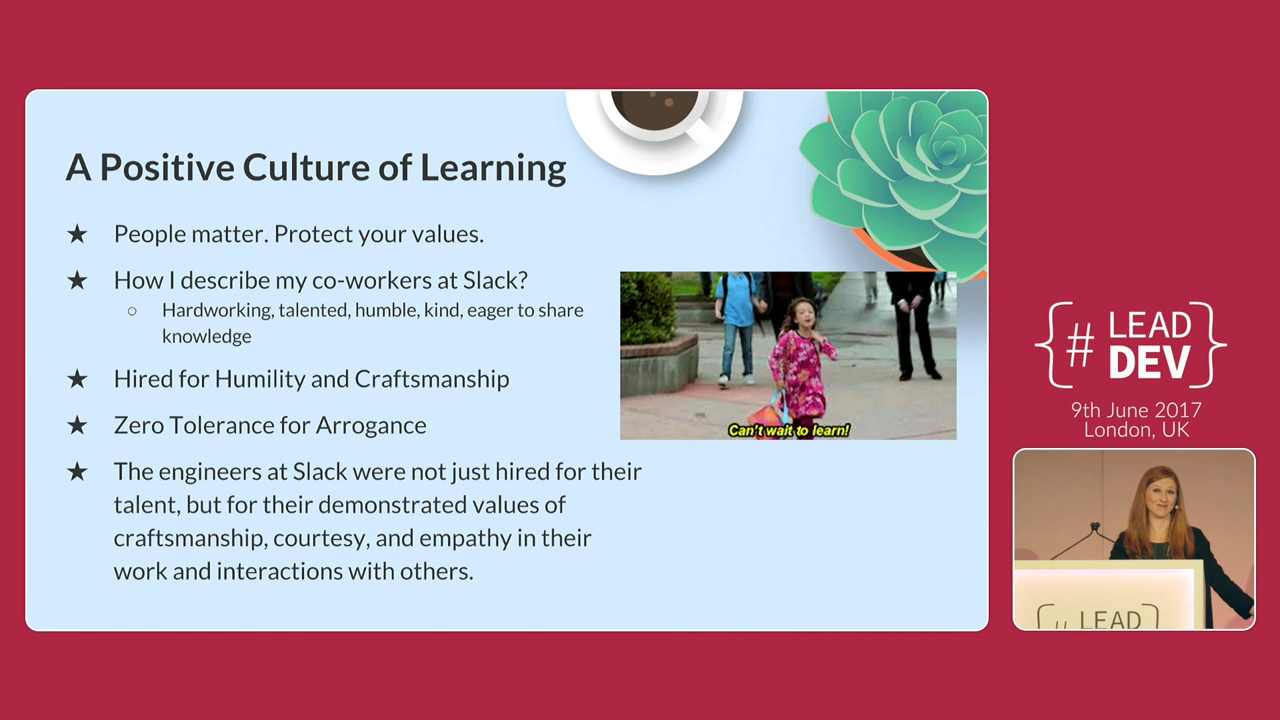 A Positive Culture of Learning
★ People matter. Protect your values.
★ How I describe my co-workers at Slack?
○ Hardworking, talented, humble, kind, eager to share
knowledge
★ Hired for Humility and Craftsmanship
★ Zero Tolerance for Arrogance
★ The engineers at Slack were not just hired for their
talent, but for their demonstrated values of
craftsmanship, courtesy, and empathy in their
work and interactions with others.
Can't wait to learn!
{# LEAD
DEV}
9th June 2017
London, UK
{# LEAD}